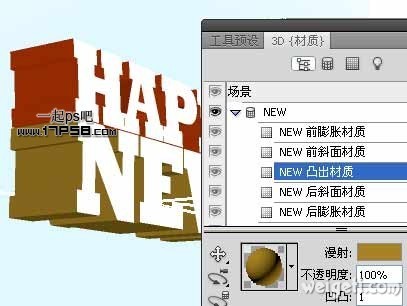 HAPP
NEW
一起ps吧
www.17PS8.com
工具预设
3D {材质}
场景
NEW
NEW 前膨胀材质
NEW 前斜面材质
NEW 凸出材质
NEW 后斜面材质
NEW 后膨胀材质
漫射:
不透明度: 100%
凹凸: 1
weigeti.com